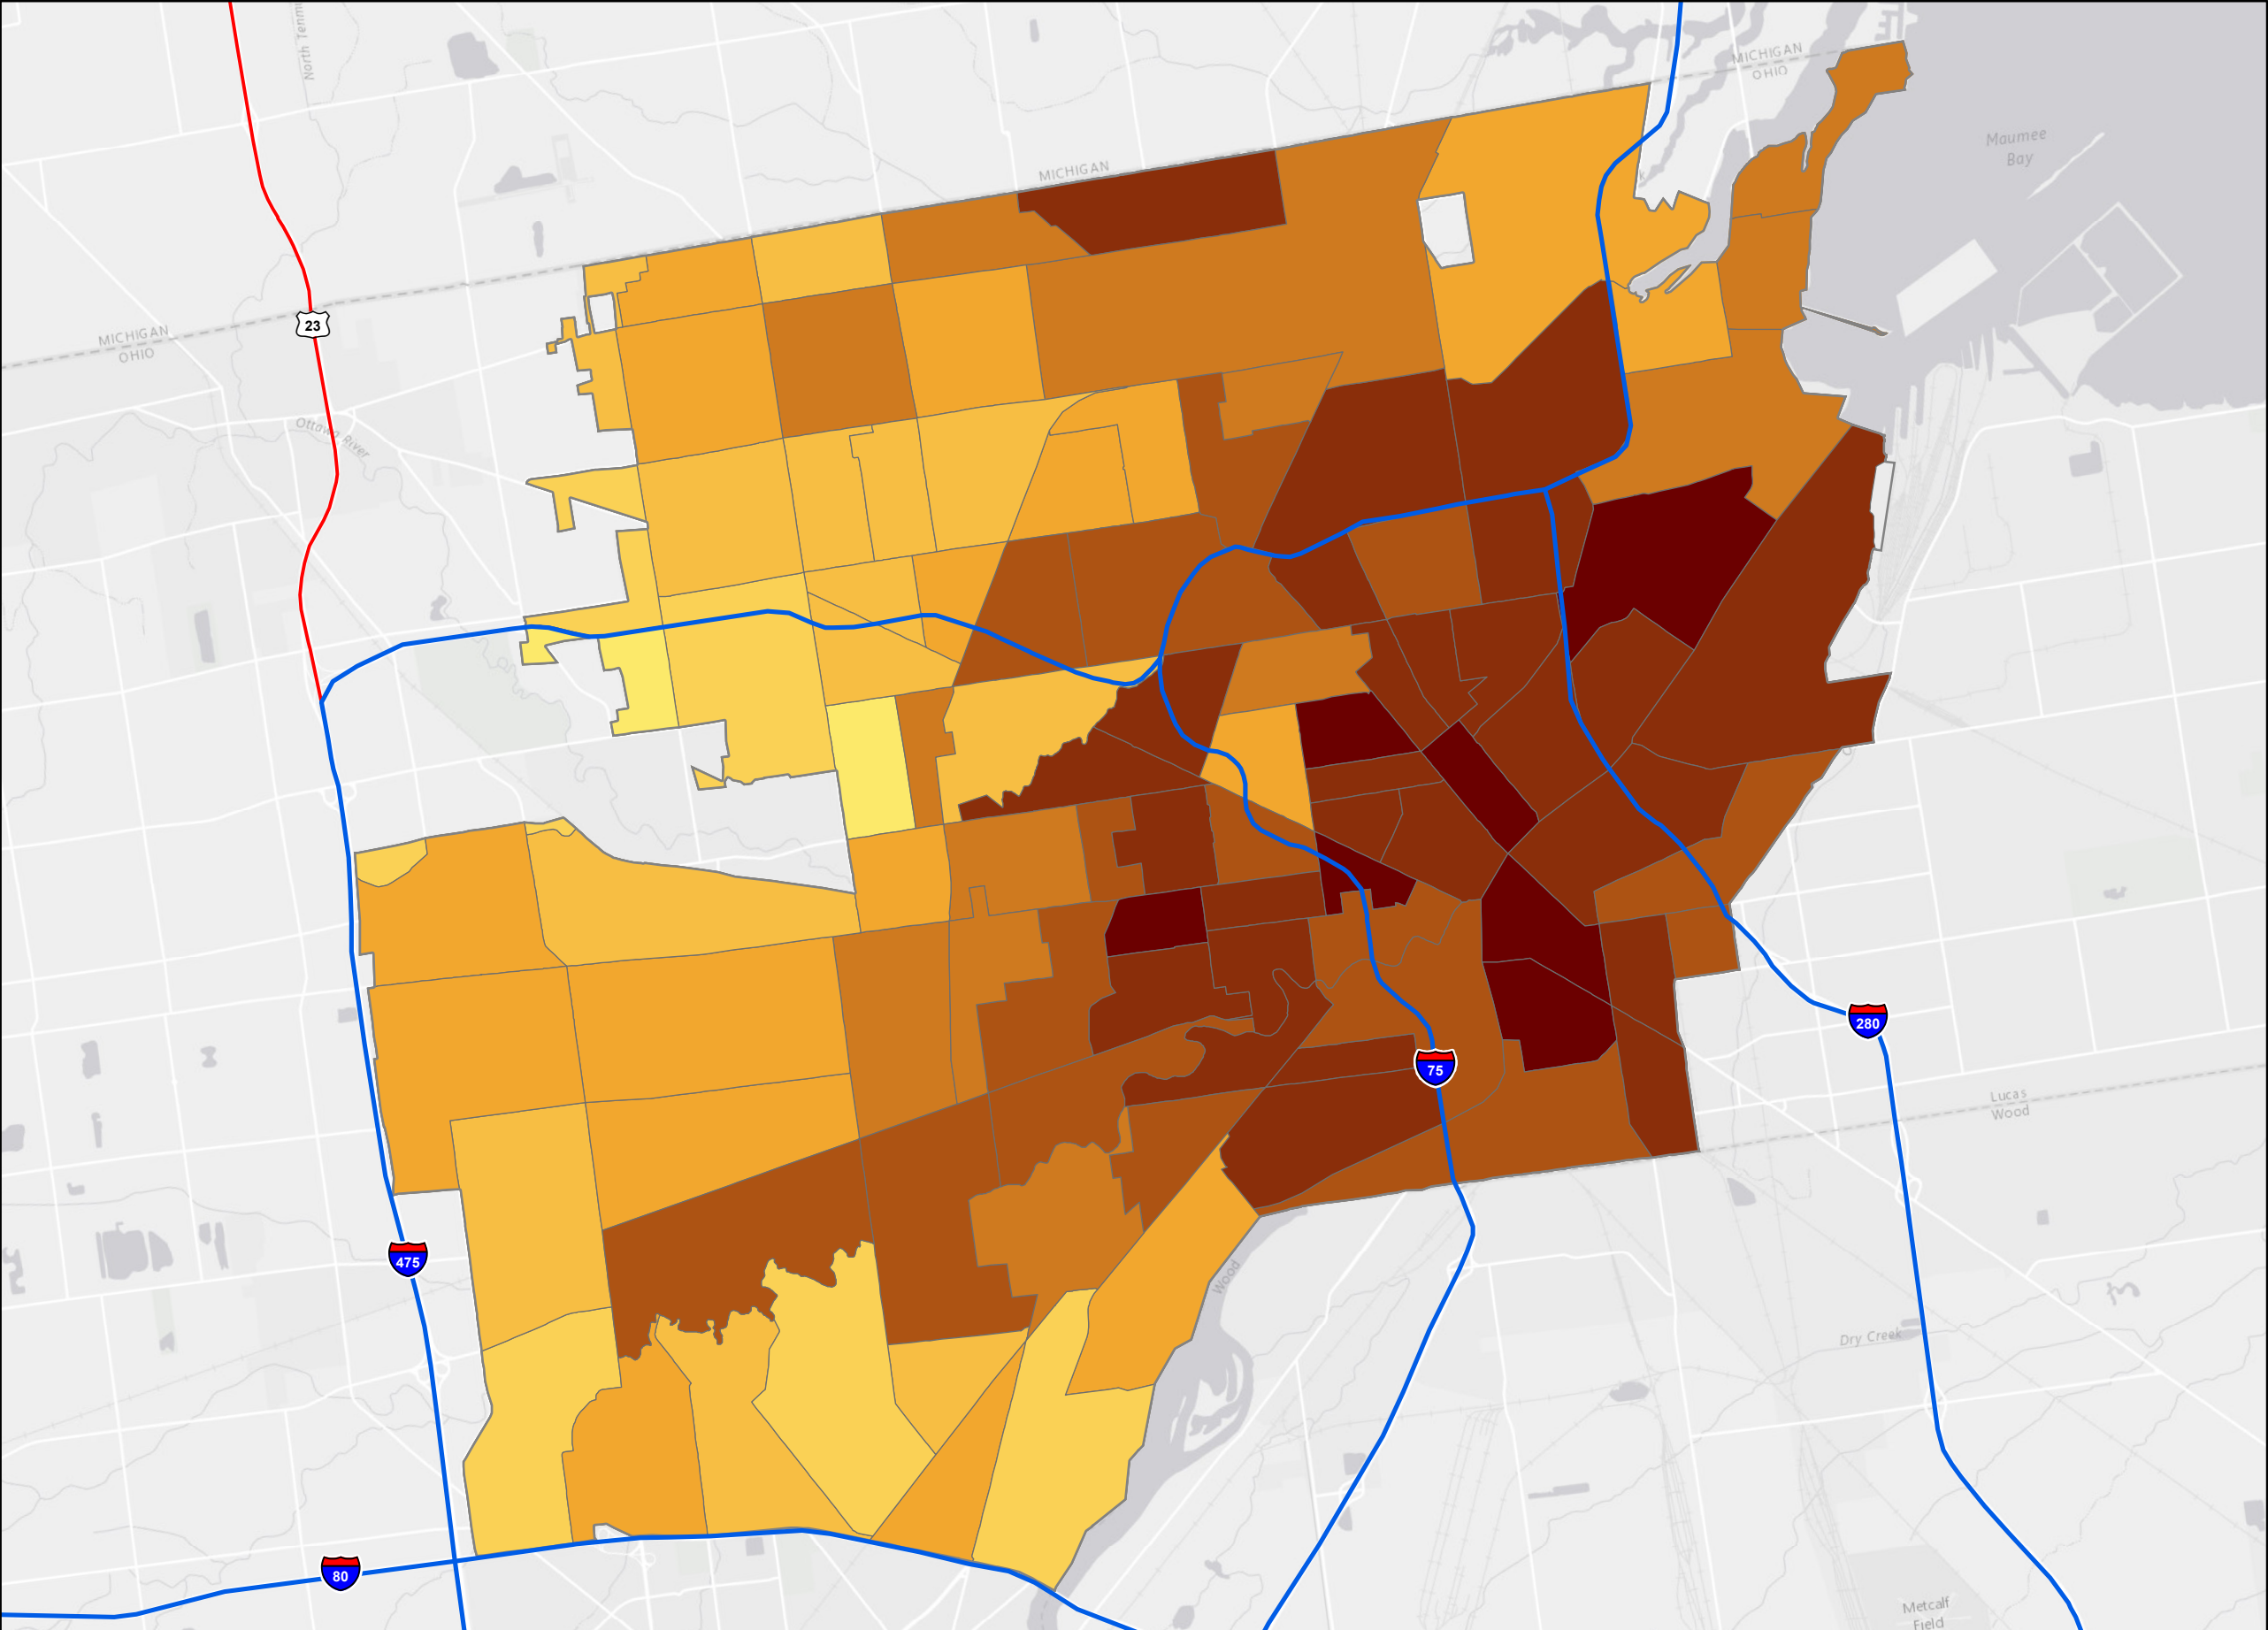 North Tenm
MICHIGAN
OHIO
Maumee
Bay
MICHIGAN
23
MICHIGAN
OHIO
Ottawa River
280
75
Lucas
Wood
475
Wood
Dry Creek
80
Metcalf
Field